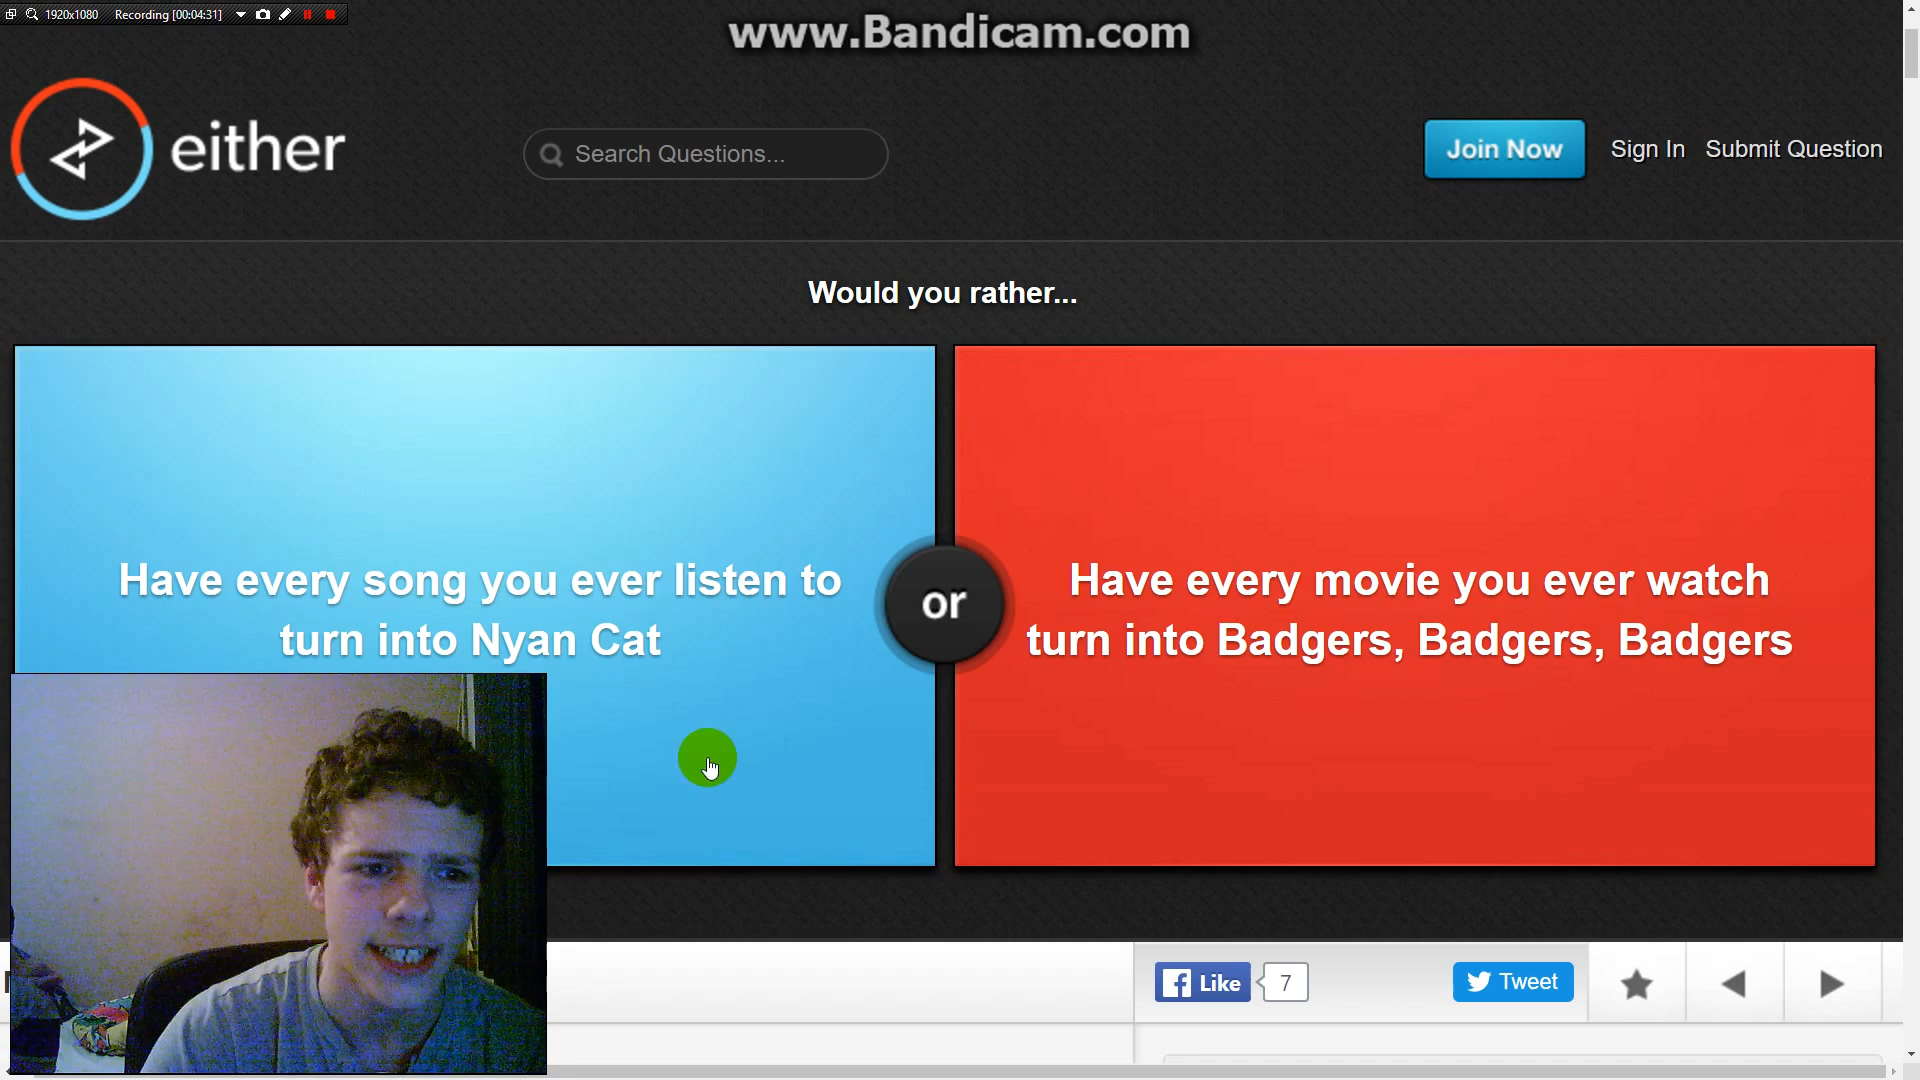 1920x1080 Recording [00:04:31]
www.Bandicam.com
either
Search Questions...
Join Now
Sign In
Submit Question
Would you rather...
Have every song you ever listen to
turn into Nyan Cat
or
Have every movie you ever watch
turn into Badgers, Badgers, Badgers
Like
7
Tweet